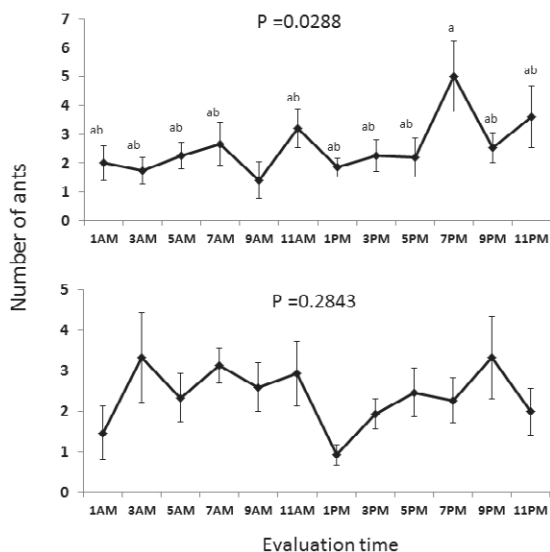 P =0.0288
7
6
5
4
3
2
1
0
ab
ab
ab
ab
ab
ab
ab
ab
a
ab
ab
1AM 3AM 5AM 7AM 9AM 11AM 1PM 3PM 5PM 7PM 9PM 11PM
Number of ants
P =0.2843
5
4
3
2
1
0
1AM 3AM 5AM 7AM 9AM 11AM 1PM 3PM 5PM 7PM 9PM 11PM
Evaluation time